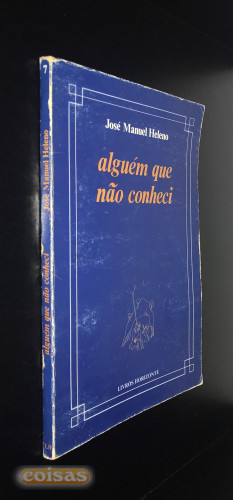 José Manuel Heleno
alguém que
não conheci
LIVROS HORIZONTE
7
José Manuel Heleno
alguém que não conheci
coisas